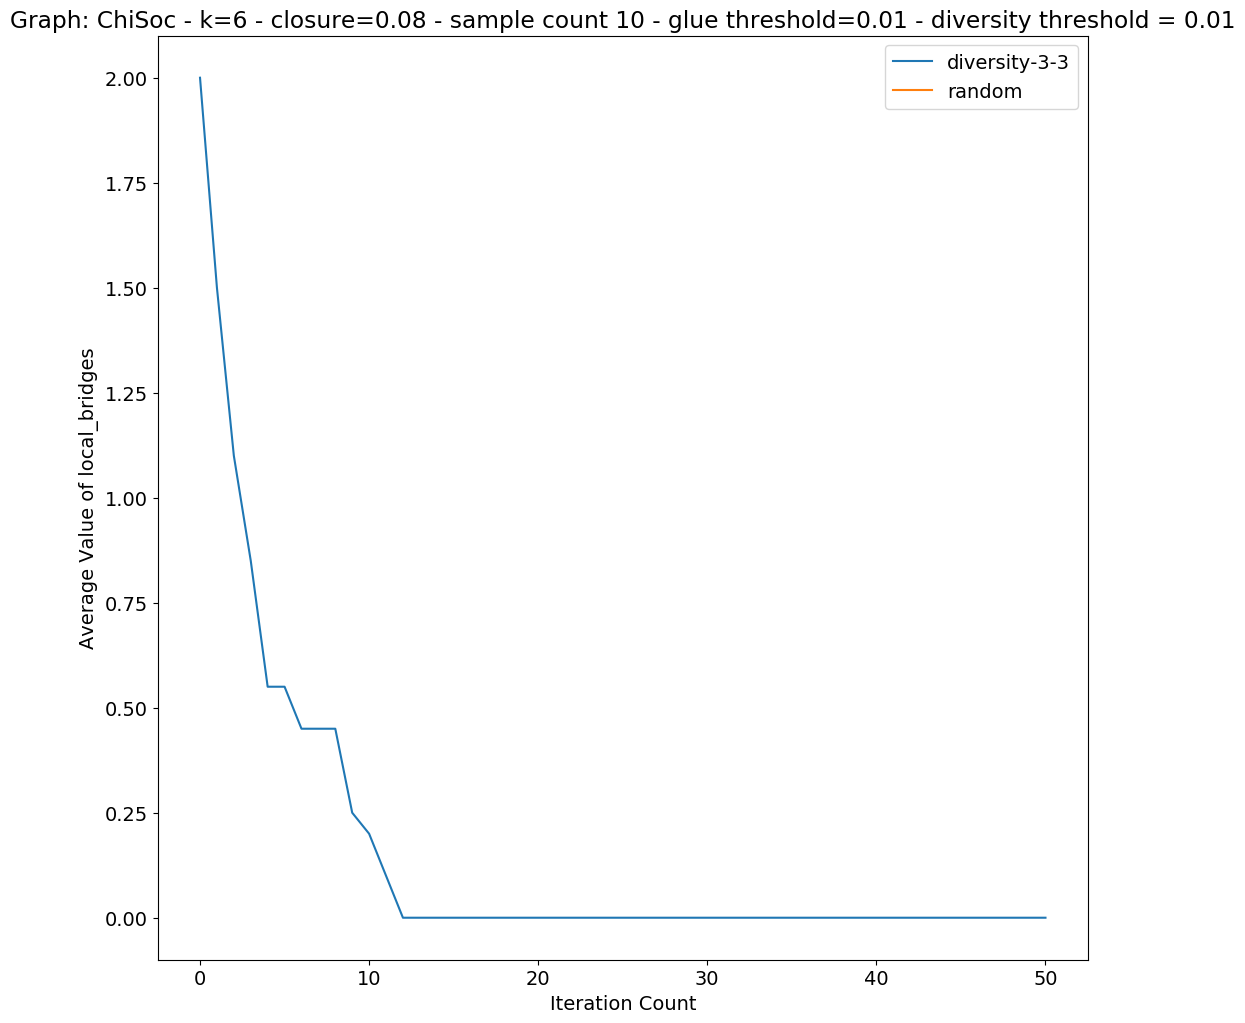 Graph: ChiSoc - k=6 - closure=0.08 - sample count 10 - glue threshold=0.01 - diversity threshold = 0.01
diversity-3-3
random
2.00
1.75
1.50
1.25
1.00
0.75
0.50
0.25
0.00
Average Value of local_bridges
0 10 20 30 40 50
Iteration Count